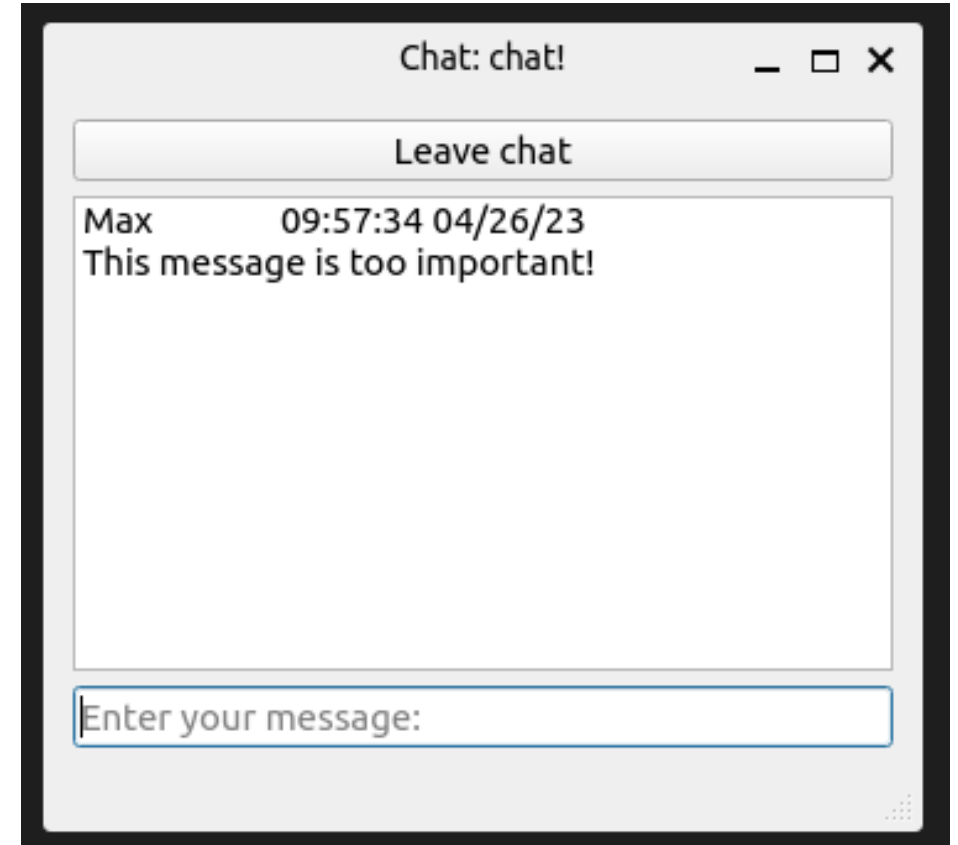 Chat: chat!
Leave chat
Max 09:57:34 04/26/23
This message is too important!
Enter your message: